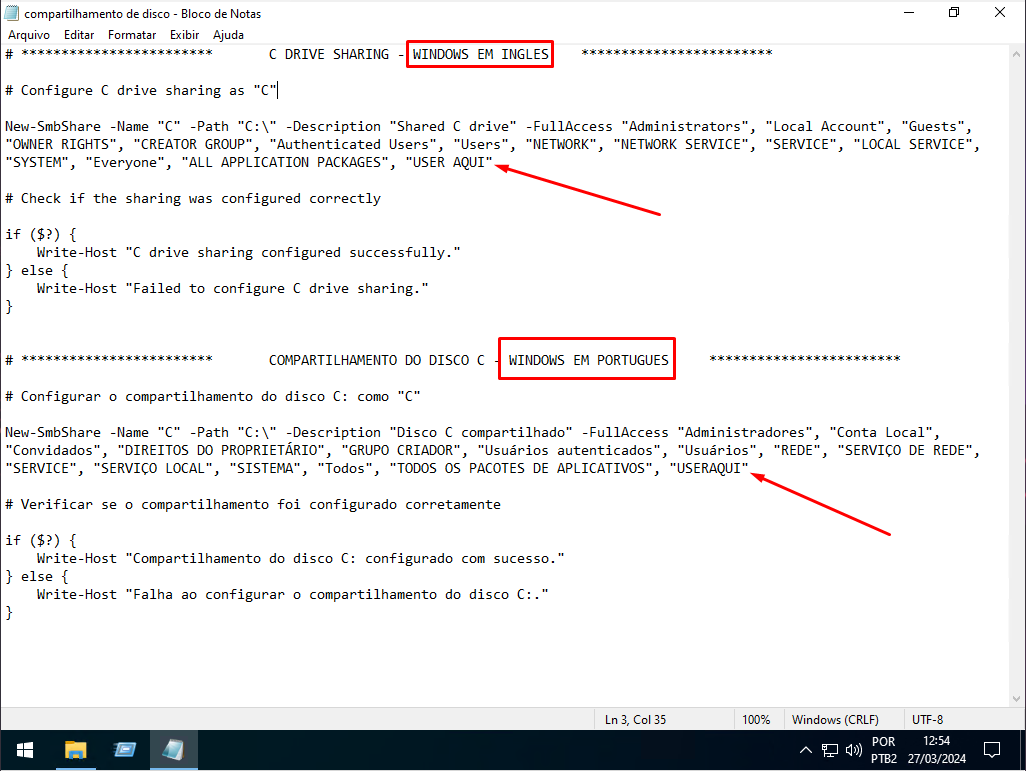 compartilhamento de disco - Bloco de Notas
Arquivo Editar Formatar Exibir Ajuda
# ************************ C DRIVE SHARING - WINDOWS EM INGLES ************************
# Configure C drive sharing as "C"
New-SmbShare -Name "C" -Path "C:\" -Description "Shared C drive" -FullAccess "Administrators", "Local Account", "Guests",
"OWNER RIGHTS", "CREATOR GROUP", "Authenticated Users", "Users", "NETWORK", "NETWORK SERVICE", "SERVICE", "LOCAL SERVICE",
"SYSTEM", "Everyone", "ALL APPLICATION PACKAGES", "USER AQUI"
# Check if the sharing was configured correctly
if ($?) {
Write-Host "C drive sharing configured successfully."
} else {
Write-Host "Failed to configure C drive sharing."
}
# ************************ COMPARTILHAMENTO DO DISCO C - WINDOWS EM PORTUGUES ************************
# Configurar o compartilhamento do disco C: como "C"
New-SmbShare -Name "C" -Path "C:\" -Description "Disco C compartilhado" -FullAccess "Administradores", "Conta Local",
"Convidados", "DIREITOS DO PROPRIETÁRIO", "GRUPO CRIADOR", "Usuários autenticados", "Usuários", "REDE", "SERVIÇO DE REDE",
"SERVICE", "SERVIÇO LOCAL", "SISTEMA", "Todos", "TODOS OS PACOTES DE APLICATIVOS", "USERAQUI"
# Verificar se o compartilhamento foi configurado corretamente
if ($?) {
Write-Host "Compartilhamento do disco C: configurado com sucesso."
} else {
Write-Host "Falha ao configurar o compartilhamento do disco C:."
}
Ln 3, Col 35 100% Windows (CRLF) UTF-8
POR 12:54
PTB2 27/03/2024